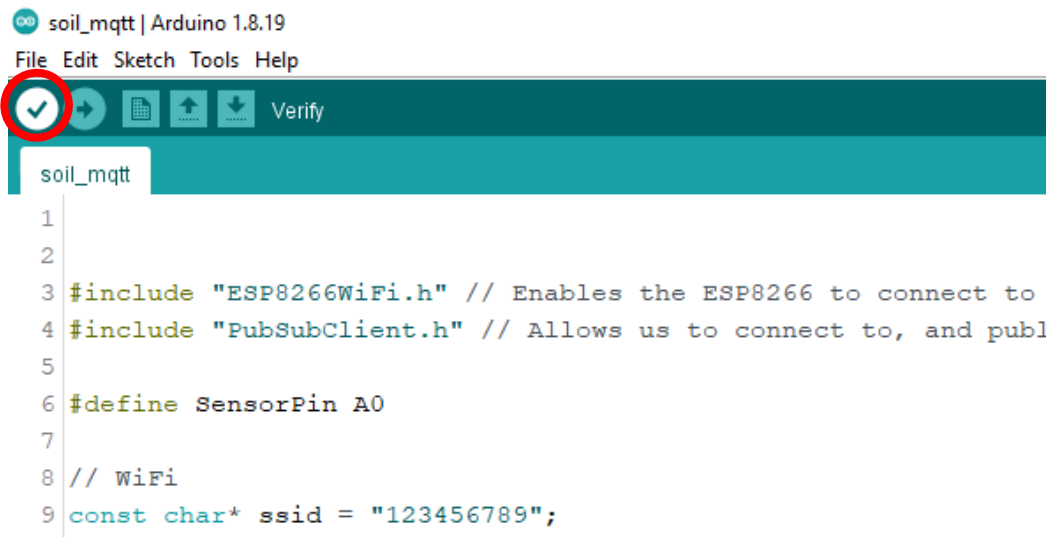 soil_mqtt | Arduino 1.8.19
File Edit Sketch Tools Help
Verify
soil_mqtt
1
2
3 #include "ESP8266WiFi.h" // Enables the ESP8266 to connect to
4 #include "PubSubClient.h" // Allows us to connect to, and publ
5
6 #define SensorPin A0
7
8 // WiFi
9 const char* ssid = "123456789";